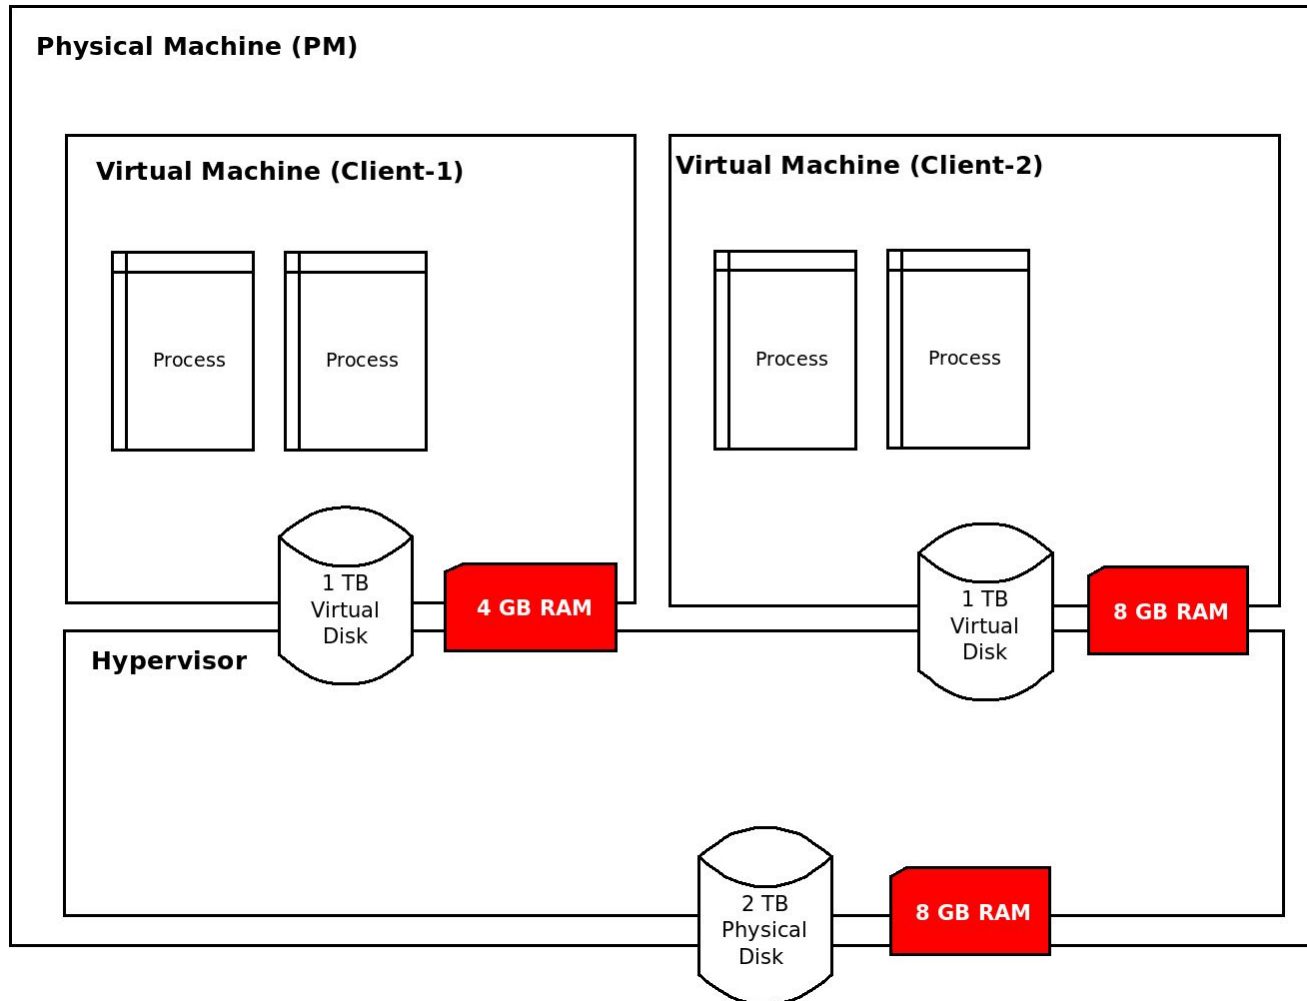 Physical Machine (PM)
Virtual Machine (Client-1)
Virtual Machine (Client-2)
Process
Process
Process
Process
1 TB
Virtual
Disk
4 GB RAM
1 TB
Virtual
Disk
8 GB RAM
Hypervisor
2 TB
Physical
Disk
8 GB RAM